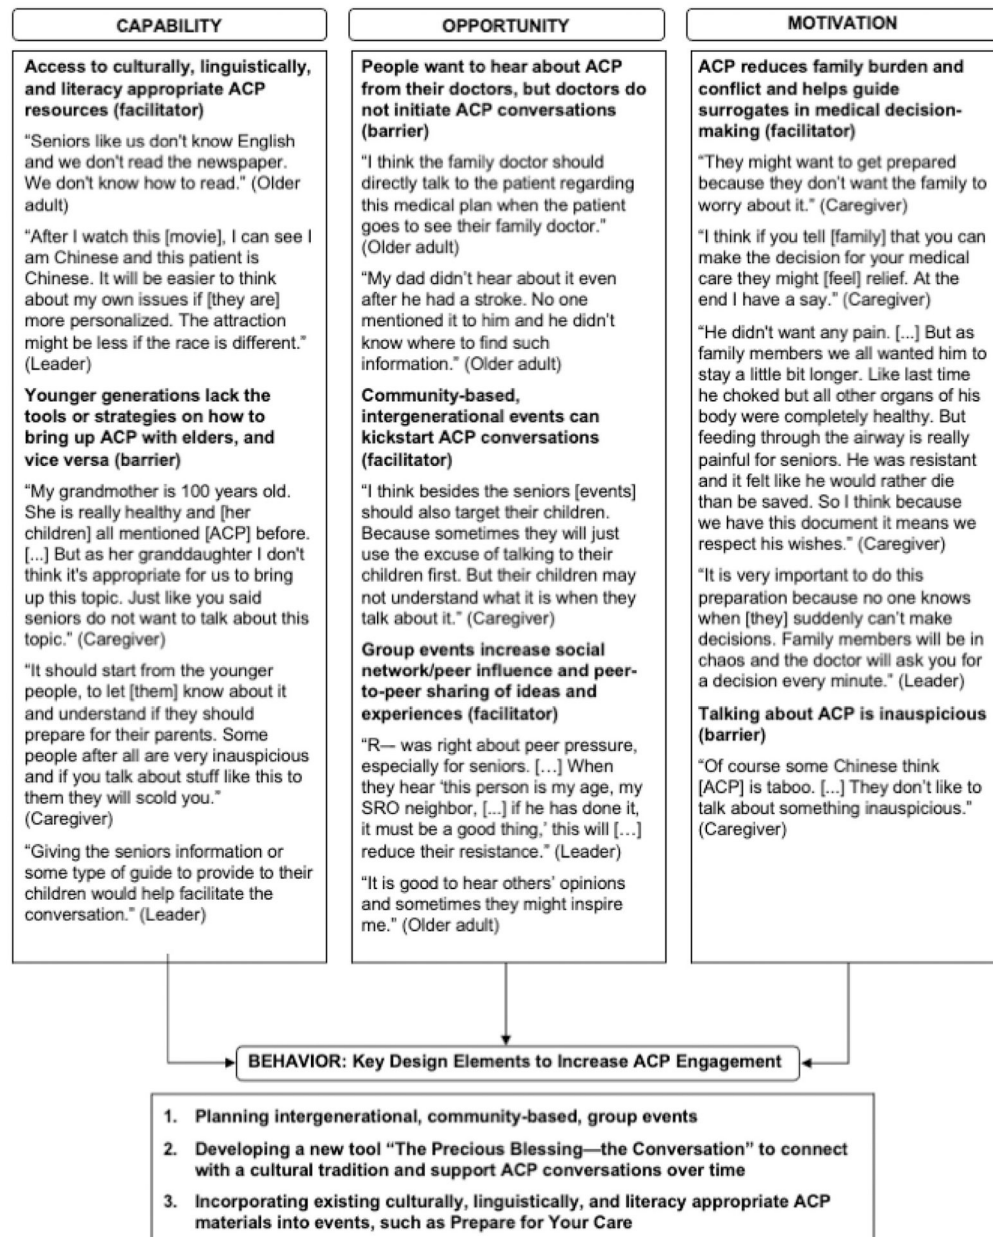 CAPABILITY
Access to culturally, linguistically,
and literacy appropriate ACP
resources (facilitator)
“Seniors like us don't know English
and we don't read the newspaper.
We don't know how to read.” (Older
adult)
“After I watch this [movie], I can see I
am Chinese and this patient is
Chinese. It will be easier to think
about my own issues if [they are]
more personalized. The attraction
might be less if the race is different.”
(Leader)
Younger generations lack the
tools or strategies on how to
bring up ACP with elders, and
vice versa (barrier)
“My grandmother is 100 years old.
She is really healthy and [her
children] all mentioned [ACP] before.
[...] But as her granddaughter I don't
think it's appropriate for us to bring
up this topic. Just like you said
seniors do not want to talk about this
topic.” (Caregiver)
“It should start from the younger
people, to let [them] know about it
and understand if they should
prepare for their parents. Some
people after all are very inauspicious
and if you talk about stuff like this to
them they will scold you.”
(Caregiver)
“Giving the seniors information or
some type of guide to provide to their
children would help facilitate the
conversation.” (Leader)
OPPORTUNITY
People want to hear about ACP
from their doctors, but doctors do
not initiate ACP conversations
(barrier)
“I think the family doctor should
directly talk to the patient regarding
this medical plan when the patient
goes to see their family doctor.”
(Older adult)
“My dad didn’t hear about it even
after he had a stroke. No one
mentioned it to him and he didn’t
know where to find such
information.” (Older adult)
Community-based,
intergenerational events can
kickstart ACP conversations
(facilitator)
“I think besides the seniors [events]
should also target their children.
Because sometimes they will just
use the excuse of talking to their
children first. But their children may
not understand what it is when they
talk about it.” (Caregiver)
Group events increase social
network/peer influence and peer-
to-peer sharing of ideas and
experiences (facilitator)
“R— was right about peer pressure,
especially for seniors. […] When
they hear ‘this person is my age, my
SRO neighbor, [...] if he has done it,
it must be a good thing,’ this will […]
reduce their resistance.” (Leader)
“It is good to hear others’ opinions
and sometimes they might inspire
me.” (Older adult)
MOTIVATION
ACP reduces family burden and
conflict and helps guide
surrogates in medical decision-
making (facilitator)
“They might want to get prepared
because they don’t want the family to
worry about it.” (Caregiver)
“I think if you tell [family] that you can
make the decision for your medical
care they might [feel] relief. At the
end I have a say.” (Caregiver)
“He didn't want any pain. [...] But as
family members we all wanted him to
stay a little bit longer. Like last time
he choked but all other organs of his
body were completely healthy. But
feeding through the airway is really
painful for seniors. He was resistant
and it felt like he would rather die
than be saved. So I think because
we have this document it means we
respect his wishes.” (Caregiver)
“It is very important to do this
preparation because no one knows
when [they] suddenly can’t make
decisions. Family members will be in
chaos and the doctor will ask you for
a decision every minute.” (Leader)
Talking about ACP is inauspicious
(barrier)
“Of course some Chinese think
[ACP] is taboo. [...] They don’t like to
talk about something inauspicious.”
(Caregiver)
BEHAVIOR: Key Design Elements to Increase ACP Engagement
1. Planning intergenerational, community-based, group events
2. Developing a new tool “The Precious Blessing—the Conversation” to connect
with a cultural tradition and support ACP conversations over time
3. Incorporating existing culturally, linguistically, and literacy appropriate ACP
materials into events, such as Prepare for Your Care